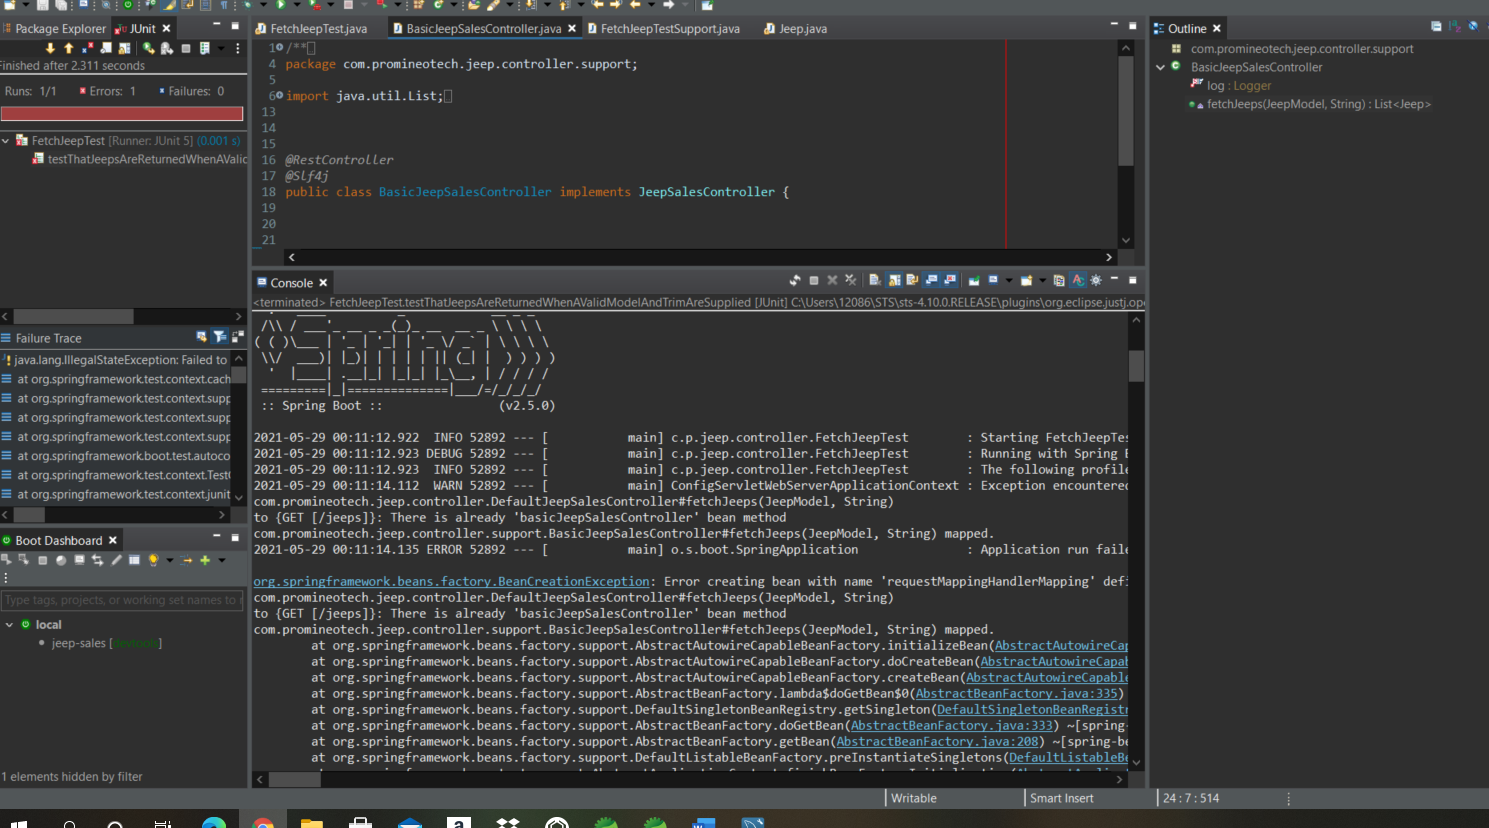 Package Explorer
JUnit
Finished after 2.311 seconds
Runs: 1/1
Errors: 1
Failures: 0
FetchJeepTest [Runner: JUnit 5] (0.001 s)
testThatJeepsAreReturnedWhenAValid
Failure Trace
java.lang.IllegalStateException: Failed to
at org.springframework.test.context.cach
at org.springframework.test.context.supp
at org.springframework.test.context.supp
at org.springframework.test.context.supp
at org.springframework.boot.test.autoco
at org.springframework.test.context.Test
at org.springframework.test.context.junit
Boot Dashboard
Type tags, projects, or working set names to
local
jeep-sales [devtools]
1 elements hidden by filter
FetchJeepTest.java
BasicJeepSalesController.java
FetchJeepTestSupport.java
Jeep.java
1 /**
4 package com.promineotech.jeep.controller.support;
5
6 import java.util.List;
13
14
15
16 @RestController
17 @Slf4j
18 public class BasicJeepSalesController implements JeepSalesController {
19
20
21
Console
<terminated> FetchJeepTest.testThatJeepsAreReturnedWhenAValidModelAndTrimAreSupplied [JUnit] C:\Users\12086\STS\sts-4.10.0.RELEASE\plugins\org.eclipse.justj.ope
:: Spring Boot :: (v2.5.0)
2021-05-29 00:11:12.922 INFO 52892 --- [ main] c.p.jeep.controller.FetchJeepTest : Starting FetchJeepTes
2021-05-29 00:11:12.923 DEBUG 52892 --- [ main] c.p.jeep.controller.FetchJeepTest : Running with Spring B
2021-05-29 00:11:12.923 INFO 52892 --- [ main] c.p.jeep.controller.FetchJeepTest : The following profile
2021-05-29 00:11:14.112 WARN 52892 --- [ main] ConfigServletWebServerApplicationContext : Exception encountered
com.promineotech.jeep.controller.DefaultJeepSalesController#fetchJeeps(JeepModel, String)
to {GET [/jeeps]}: There is already 'basicJeepSalesController' bean method
com.promineotech.jeep.controller.support.BasicJeepSalesController#fetchJeeps(JeepModel, String) mapped.
2021-05-29 00:11:14.135 ERROR 52892 --- [ main] o.s.boot.SpringApplication : Application run faile
org.springframework.beans.factory.BeanCreationException: Error creating bean with name 'requestMappingHandlerMapping' defi
com.promineotech.jeep.controller.DefaultJeepSalesController#fetchJeeps(JeepModel, String)
to {GET [/jeeps]}: There is already 'basicJeepSalesController' bean method
com.promineotech.jeep.controller.support.BasicJeepSalesController#fetchJeeps(JeepModel, String) mapped.
at org.springframework.beans.factory.support.AbstractAutowireCapableBeanFactory.initializeBean(AbstractAutowireCap
at org.springframework.beans.factory.support.AbstractAutowireCapableBeanFactory.doCreateBean(AbstractAutowireCapab
at org.springframework.beans.factory.support.AbstractAutowireCapableBeanFactory.createBean(AbstractAutowireCapable
at org.springframework.beans.factory.support.AbstractBeanFactory.lambda$doGetBean$0(AbstractBeanFactory.java:335)
at org.springframework.beans.factory.support.DefaultSingletonBeanRegistry.getSingleton(DefaultSingletonBeanRegistr
at org.springframework.beans.factory.support.AbstractBeanFactory.doGetBean(AbstractBeanFactory.java:333) ~[spring-
at org.springframework.beans.factory.support.AbstractBeanFactory.getBean(AbstractBeanFactory.java:208) ~[spring-be
at org.springframework.beans.factory.support.DefaultListableBeanFactory.preInstantiateSingletons(DefaultListableBe
Outline
com.promineotech.jeep.controller.support
BasicJeepSalesController
log : Logger
fetchJeeps(JeepModel, String) : List<Jeep>
Writable
Smart Insert
24 : 7 : 514